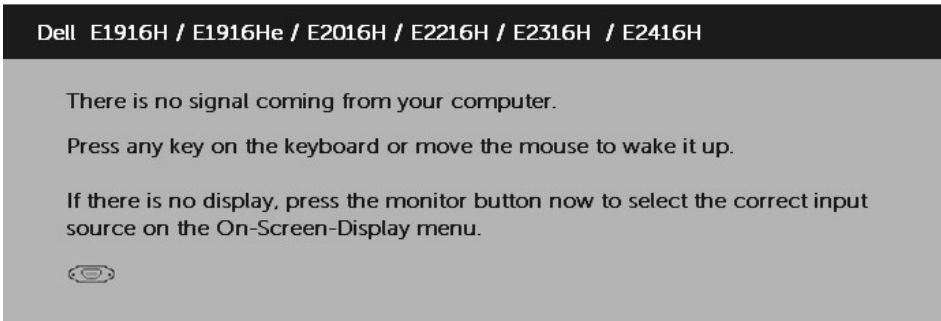 Dell E1916H / E1916He / E2016H / E2216H / E2316H / E2416H
There is no signal coming from your computer.
Press any key on the keyboard or move the mouse to wake it up.
If there is no display, press the monitor button now to select the correct input
source on the On-Screen-Display menu.